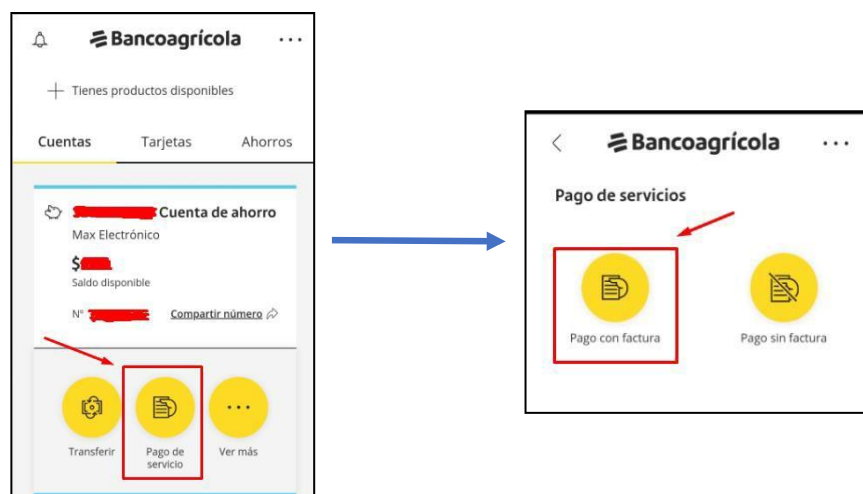 Bancoagrícola
Tienes productos disponibles
Cuentas Tarjetas Ahorros
Cuenta de ahorro
Max Electrónico
$
Saldo disponible
N° Compartir número
Transferir Pago de servicio Ver más
Bancoagrícola
Pago de servicios
Pago con factura Pago sin factura